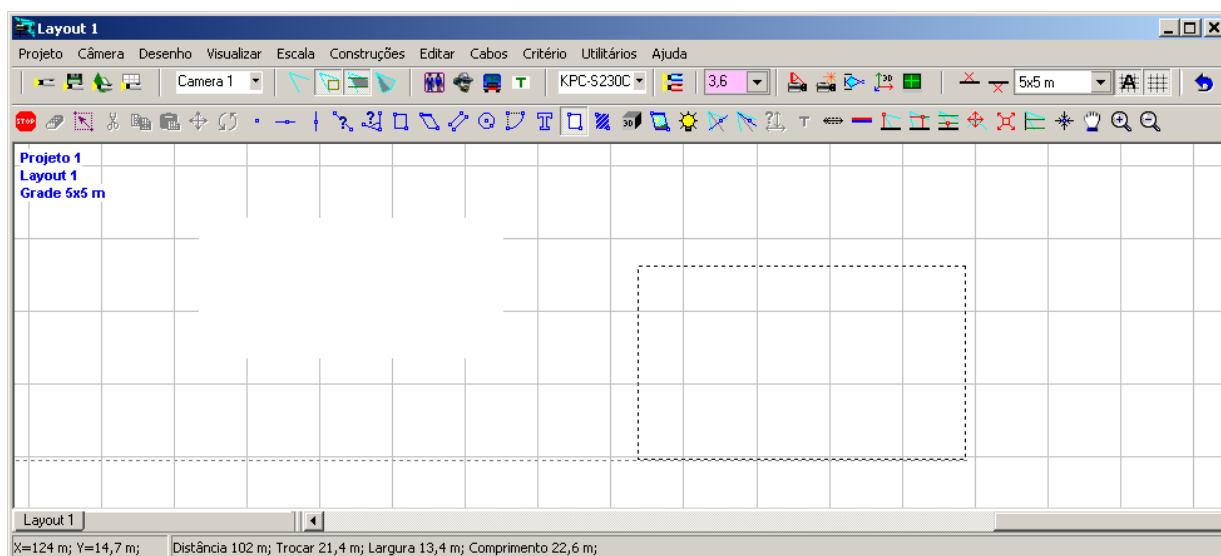 Layout 1
Projeto Câmera Desenho Visualizar Escala Construções Editar Cabos Critério Utilitários Ajuda
Camera 1 T KPC-S230C 3,6 5x5 m A
STOP T 3D T
Projeto 1
Layout 1
Grade 5x5 m
Layout 1
X=124 m; Y=14,7 m; Distância 102 m; Trocar 21,4 m; Largura 13,4 m; Comprimento 22,6 m;